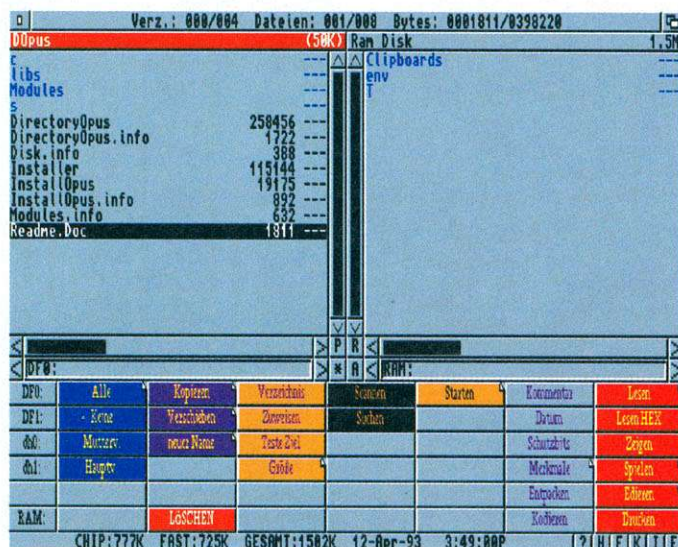 Verz.: 000/004 Dateien: 001/008 Bytes: 0001811/0398220
DOpus (50K)
c ---
libs ---
Modules ---
s ---
DirectoryOpus 258456 ---
DirectoryOpus.info 1722 ---
Disk.info 388 ---
Installer 115144 ---
InstallOpus 19175 ---
InstallOpus.info 892 ---
Modules.info 632 ---
Readme.Doc 1811 ---
Ram Disk 1.5M
Clipboards ---
env ---
T ---
P R
DF0: * A RAM:
DF0: Alle Kopieren Verzeichnis Scannen Starten Kommentar Lesen
DF1: - Keine Verschieben Zuweisen Suchen Datum Lesen HEX
dh0: Mutterv. neuer Name Teste Ziel Schutzbits Zeigen
dh1: Hauptv Größe Merkmale Spielen
Entpacken Edieren
RAM: LöSCHEN Kodieren Drucken
CHIP:777K FAST:725K GESAMT:1502K 12-Apr-93 3:49:00P ? H F K I E